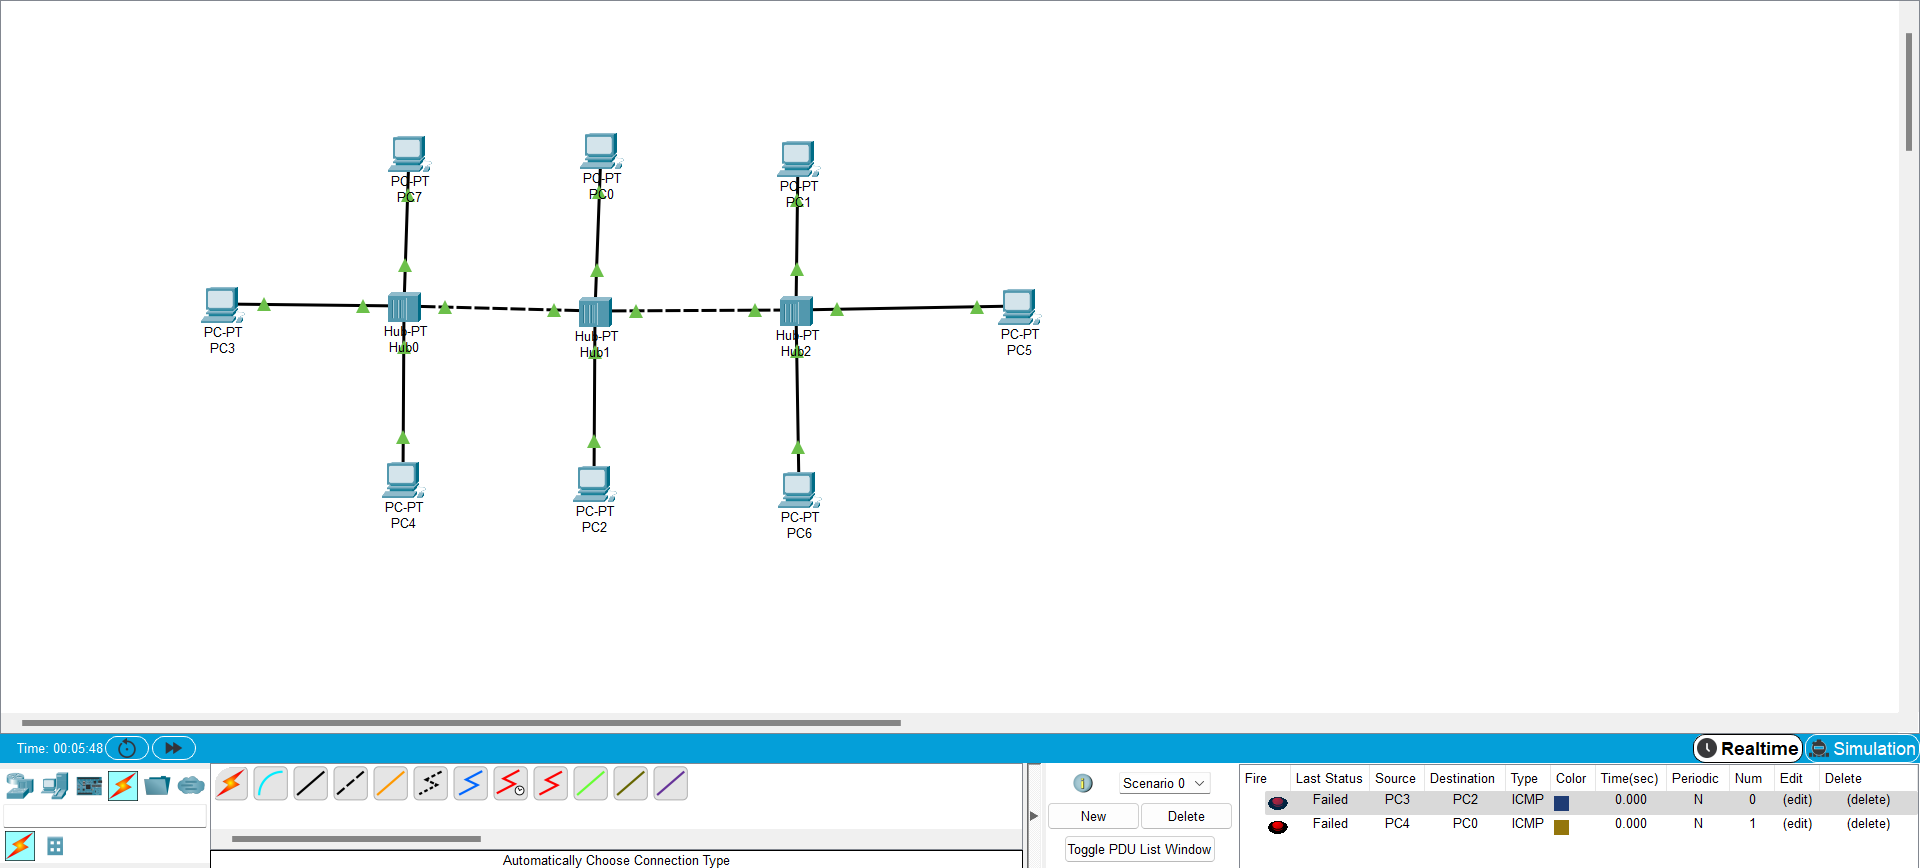 PC-PT
PC7
PC-PT
PC0
PC-PT
PC1
PC-PT
PC3
Hub-PT
Hub0
Hub-PT
Hub1
Hub-PT
Hub2
PC-PT
PC5
PC-PT
PC4
PC-PT
PC2
PC-PT
PC6
Time: 00:05:48
Realtime
Simulation
Scenario 0
New
Delete
Toggle PDU List Window
Automatically Choose Connection Type
Fire Last Status Source Destination Type Color Time(sec) Periodic Num Edit Delete
Failed PC3 PC2 ICMP 0.000 N 0 (edit) (delete)
Failed PC4 PC0 ICMP 0.000 N 1 (edit) (delete)